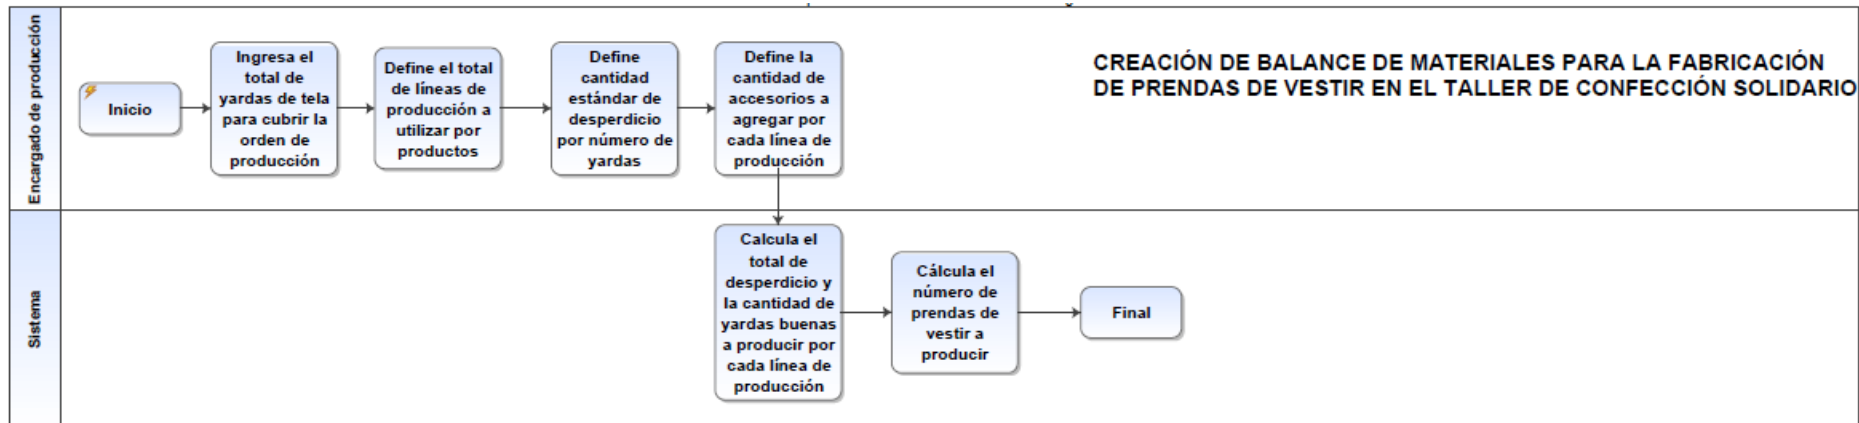 Encargado de producción
Inicio
Ingresa el
total de
yardas de tela
para cubrir la
orden de
producción
Define el total
de líneas de
producción a
utilizar por
productos
Define
cantidad
estándar de
desperdicio
por número de
yardas
Define la
cantidad de
accesorios a
agregar por
cada línea de
producción
CREACIÓN DE BALANCE DE MATERIALES PARA LA FABRICACIÓN
DE PRENDAS DE VESTIR EN EL TALLER DE CONFECCIÓN SOLIDARIO
Sistema
Calcula el
total de
desperdicio y
la cantidad de
yardas buenas
a producir por
cada línea de
producción
Cálcula el
número de
prendas de
vestir a
producir
Final